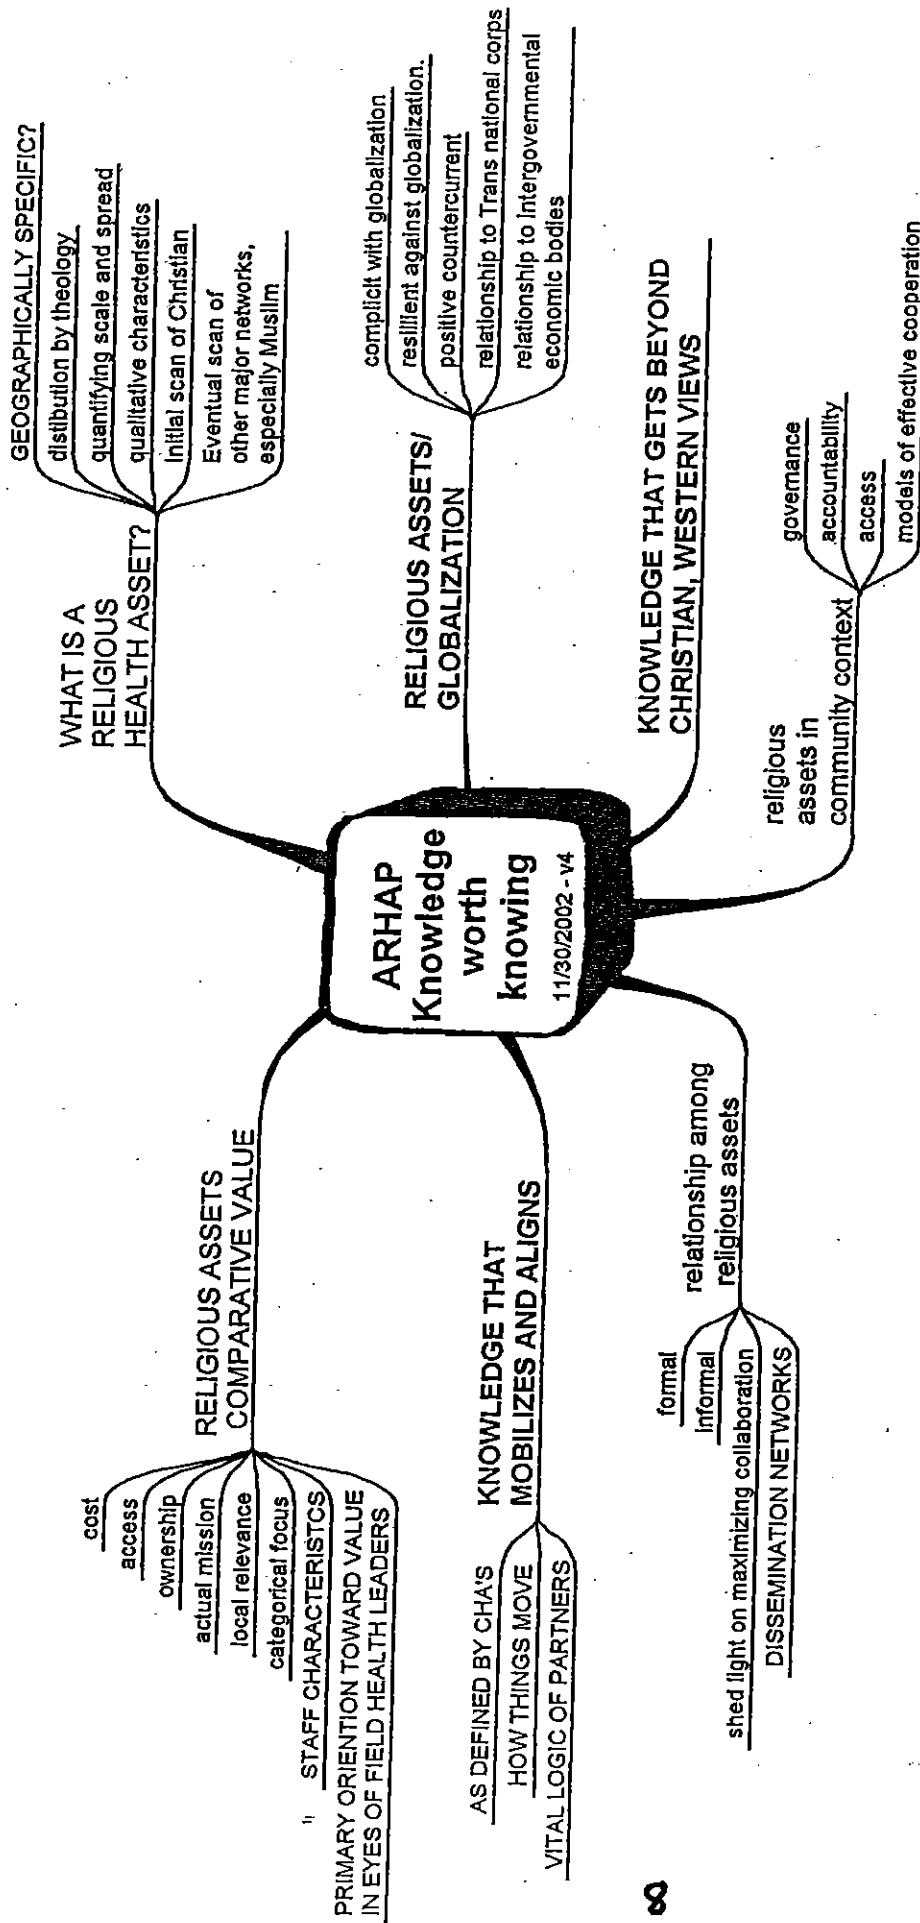 ARHAP
Knowledge
worth
knowing
11/30/2002 - v4
WHAT IS A
RELIGIOUS
HEALTH ASSET?
GEOGRAPHICALLY SPECIFIC?
distibution by theology
quantifying scale and spread
qualitative characteristics
Initial scan of Christian
Eventual scan of
other major networks,
especially Muslim
RELIGIOUS ASSETS/
GLOBALIZATION
complicit with globalization
resillient against globalization.
positive countercurrent
relationship to Trans national corps
relationship to Intergovernmental
economic bodies
KNOWLEDGE THAT GETS BEYOND
CHRISTIAN, WESTERN VIEWS
religious
assets in
community context
governance
accountability
access
models of effective cooperation
relationship among
religious assets
formal
Informal
shed light on maximizing collaboration
DISSEMINATION NETWORKS
KNOWLEDGE THAT
MOBILIZES AND ALIGNS
AS DEFINED BY CHA'S
HOW THINGS MOVE
VITAL LOGIC OF PARTNERS
RELIGIOUS ASSETS
COMPARATIVE VALUE
cost
access
ownership
actual mission
local relevance
categorical focus
STAFF CHARACTERISTCS
PRIMARY ORIENTION TOWARD VALUE
IN EYES OF FIELD HEALTH LEADERS
8